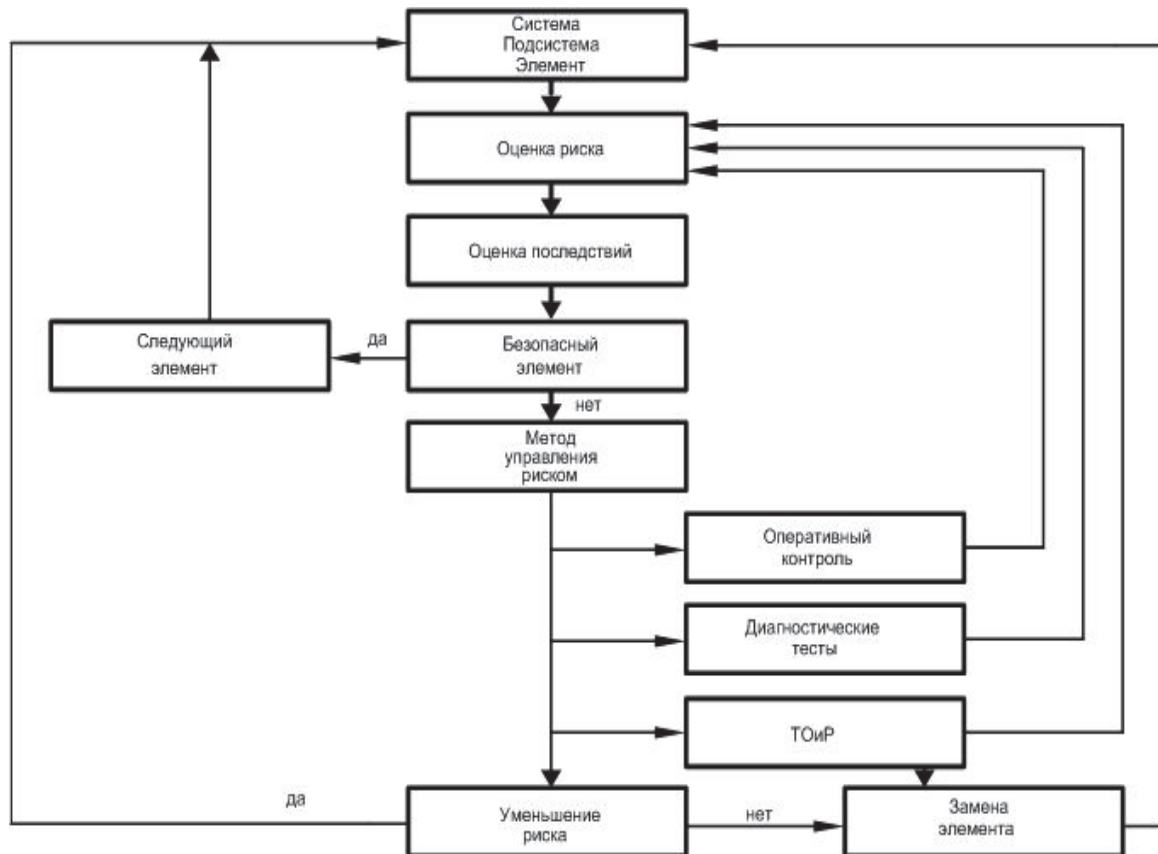 Система
Подсистема
Элемент
Оценка риска
Оценка последствий
Следующий
элемент
да
Безопасный
элемент
нет
Метод
управления
риском
Оперативный
контроль
Диагностические
тесты
ТОиР
да
Уменьшение
риска
нет
Замена
элемента